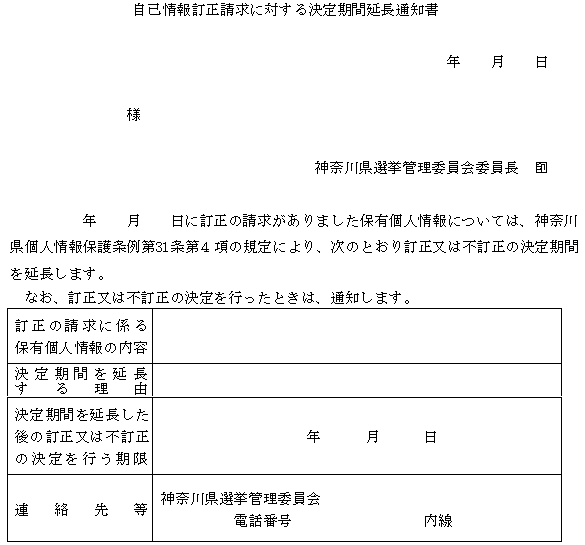 自己情報訂正請求に対する決定期間延長通知書
年　　月　　日
様
神奈川県選挙管理委員会委員長　印
年　　月　　日に訂正の請求がありました保有個人情報については、神奈川
県個人情報保護条例第31条第４項の規定により、次のとおり訂正又は不訂正の決定期間
を延長します。
なお、訂正又は不訂正の決定を行ったときは、通知します。
訂正の請求に係る
保有個人情報の内容
決定期間を延長
する理由
決定期間を延長した
後の訂正又は不訂正
の決定を行う期限
年　　　月　　　日
連絡先等
神奈川県選挙管理委員会
電話番号　　　　　　　　　内線